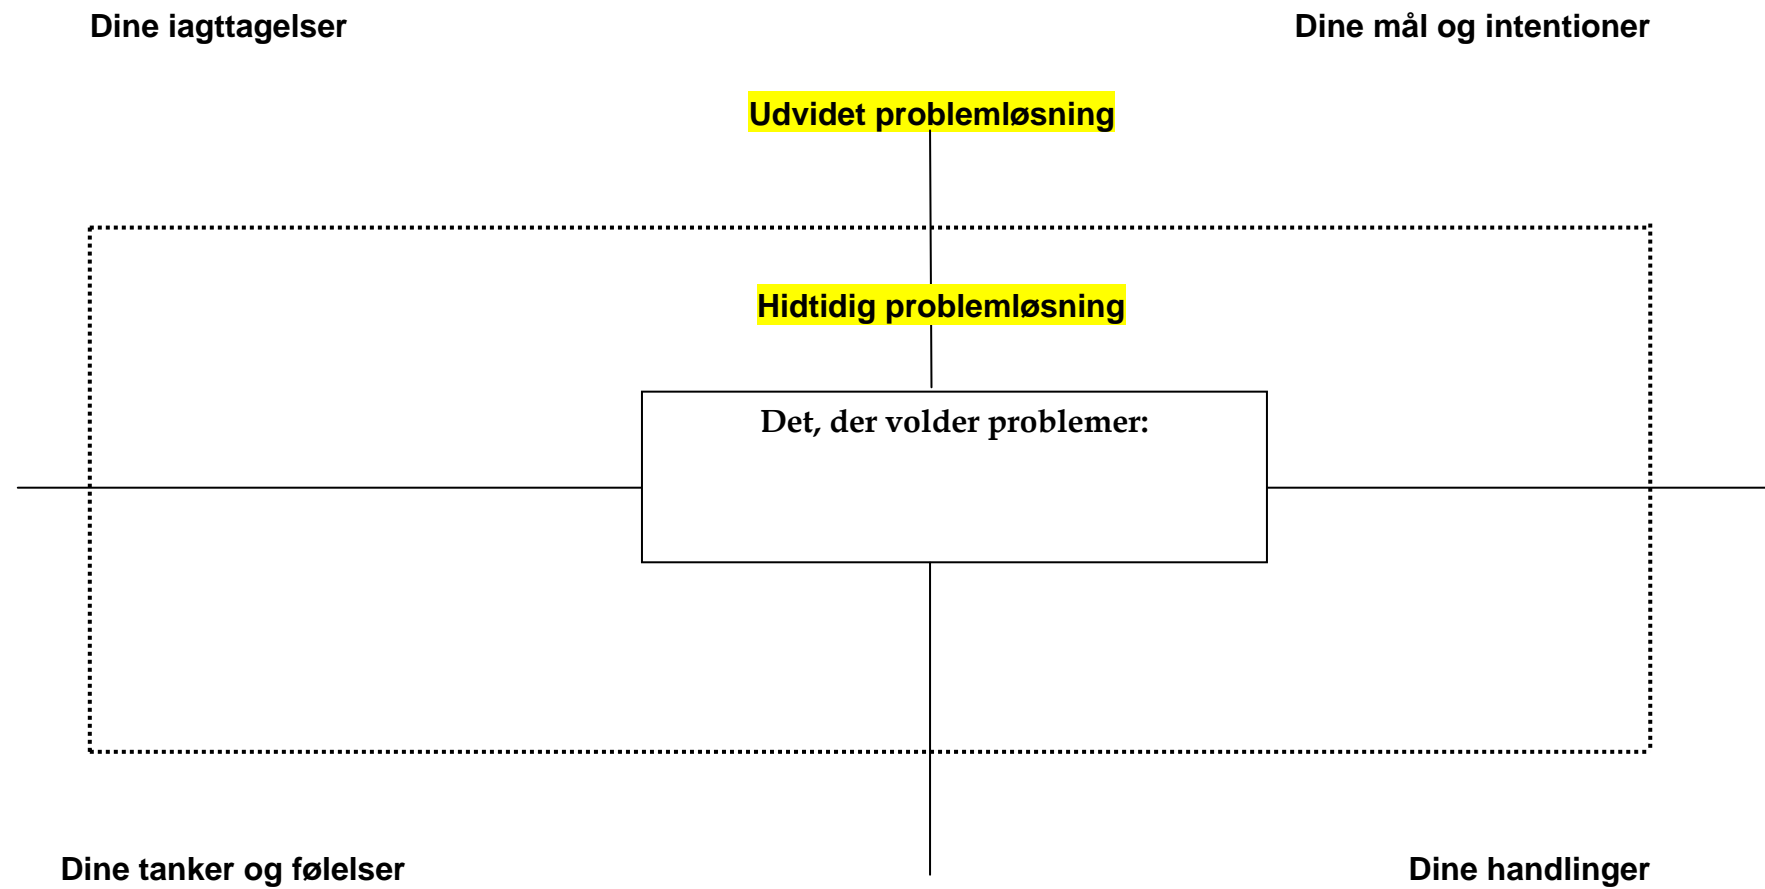 Dine iagttagelser
Dine mål og intentioner
Udvidet problemløsning
Hidtidig problemløsning
Det, der volder problemer:
Dine tanker og følelser
Dine handlinger